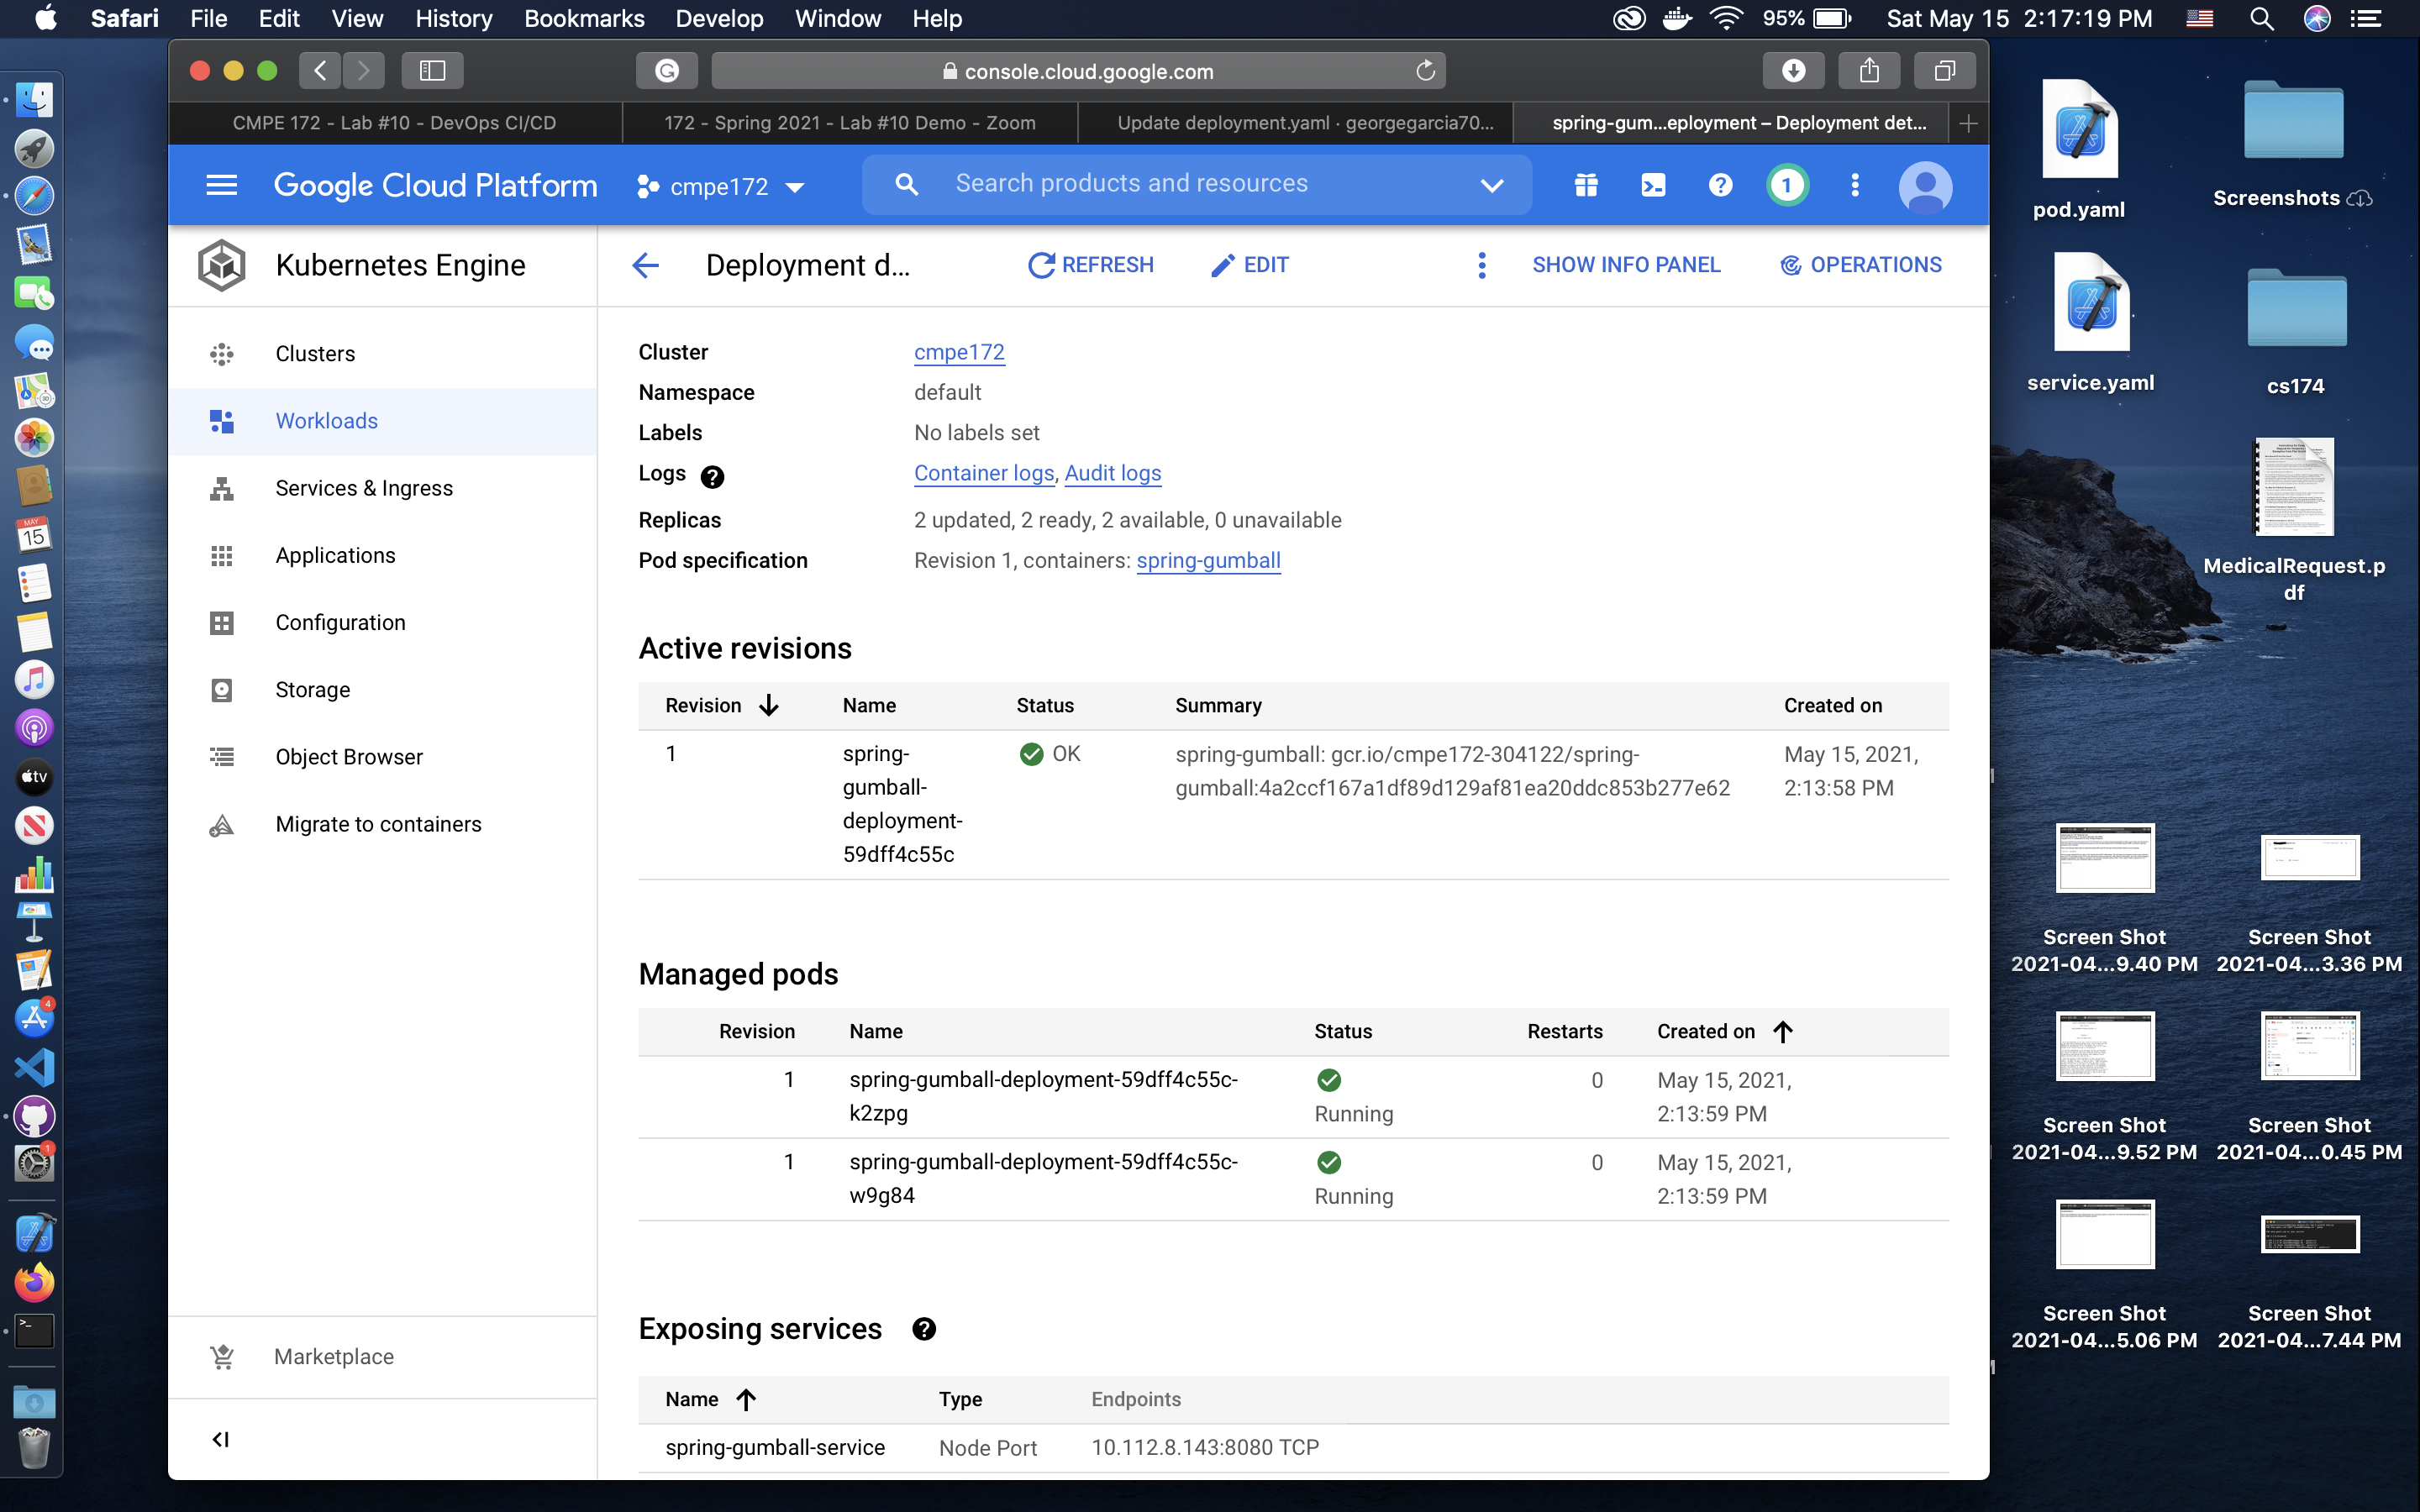 Safari File Edit View History Bookmarks Develop Window Help 95% Sat May 15 2:17:19 PM
console.cloud.google.com
CMPE 172 - Lab #10 - DevOps CI/CD
172 - Spring 2021 - Lab #10 Demo - Zoom
Update deployment.yaml · georgegarcia70...
spring-gum...eployment – Deployment det...
Google Cloud Platform
cmpe172
Search products and resources
1
Kubernetes Engine
Deployment d...
REFRESH
EDIT
SHOW INFO PANEL
OPERATIONS
Clusters
Workloads
Services & Ingress
Applications
Configuration
Storage
Object Browser
Migrate to containers
Marketplace
Cluster cmpe172
Namespace default
Labels No labels set
Logs Container logs, Audit logs
Replicas 2 updated, 2 ready, 2 available, 0 unavailable
Pod specification Revision 1, containers: spring-gumball
Active revisions
Revision Name Status Summary Created on
1 spring- OK spring-gumball: gcr.io/cmpe172-304122/spring- May 15, 2021,
gumball- gumball:4a2ccf167a1df89d129af81ea20ddc853b277e62 2:13:58 PM
deployment-
59dff4c55c
Managed pods
Revision Name Status Restarts Created on
1 spring-gumball-deployment-59dff4c55c- 0 May 15, 2021,
k2zpg Running 2:13:59 PM
1 spring-gumball-deployment-59dff4c55c- 0 May 15, 2021,
w9g84 Running 2:13:59 PM
Exposing services
Name Type Endpoints
spring-gumball-service Node Port 10.112.8.143:8080 TCP
pod.yaml
Screenshots
service.yaml
cs174
MedicalRequest.p
df
Screen Shot
2021-04...9.40 PM
Screen Shot
2021-04...3.36 PM
Screen Shot
2021-04...9.52 PM
Screen Shot
2021-04...0.45 PM
Screen Shot
2021-04...5.06 PM
Screen Shot
2021-04...7.44 PM
MAY
15
tv
4
1